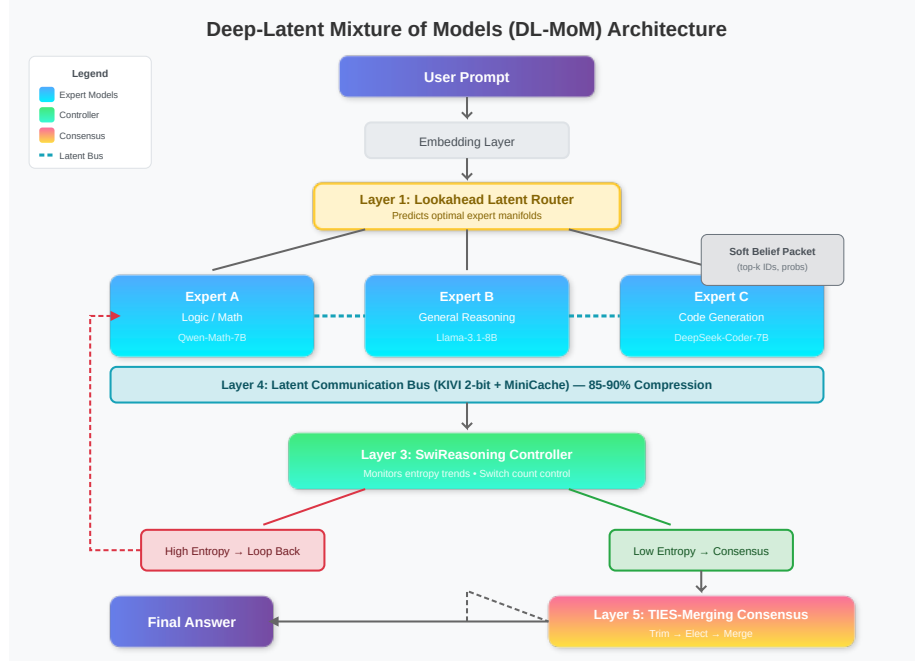 Deep-Latent Mixture of Models (DL-MoM) Architecture
Legend
Expert Models
Controller
Consensus
Latent Bus
User Prompt
Embedding Layer
Layer 1: Lookahead Latent Router
Predicts optimal expert manifolds
Soft Belief Packet
(top-k IDs, probs)
Expert A
Logic / Math
Qwen-Math-7B
Expert B
General Reasoning
Llama-3.1-8B
Expert C
Code Generation
DeepSeek-Coder-7B
Layer 4: Latent Communication Bus (KIVI 2-bit + MiniCache) — 85-90% Compression
Layer 3: SwiReasoning Controller
Monitors entropy trends • Switch count control
High Entropy → Loop Back
Low Entropy → Consensus
Final Answer
Layer 5: TIES-Merging Consensus
Trim → Elect → Merge